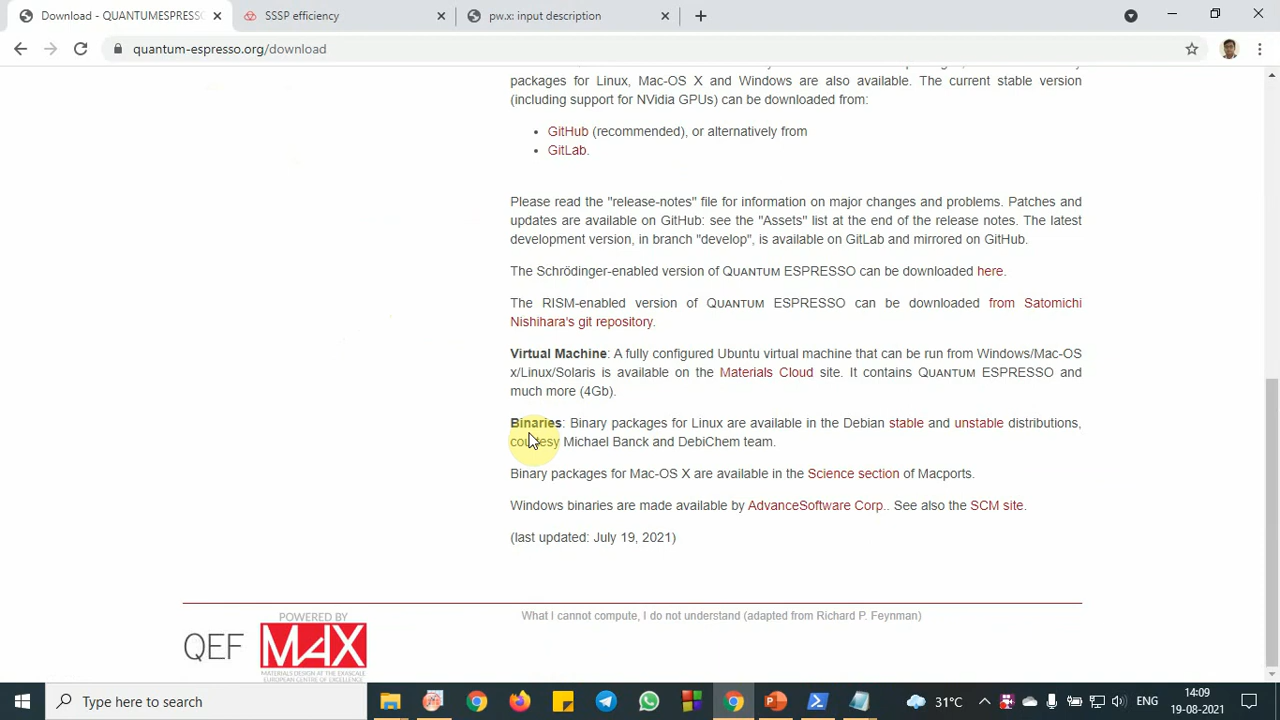 Download - QUANTUMESPRESSO
SSSP efficiency
pw.x: input description
quantum-espresso.org/download
packages for Linux, Mac-OS X and Windows are also available. The current stable version
(including support for NVidia GPUs) can be downloaded from:
• GitHub (recommended), or alternatively from
• GitLab.
Please read the "release-notes" file for information on major changes and problems. Patches and
updates are available on GitHub: see the "Assets" list at the end of the release notes. The latest
development version, in branch "develop", is available on GitLab and mirrored on GitHub.
The Schrödinger-enabled version of QUANTUM ESPRESSO can be downloaded here.
The RISM-enabled version of QUANTUM ESPRESSO can be downloaded from Satomichi
Nishihara's git repository.
Virtual Machine: A fully configured Ubuntu virtual machine that can be run from Windows/Mac-OS
x/Linux/Solaris is available on the Materials Cloud site. It contains QUANTUM ESPRESSO and
much more (4Gb).
Binaries: Binary packages for Linux are available in the Debian stable and unstable distributions,
courtesy Michael Banck and DebiChem team.
Binary packages for Mac-OS X are available in the Science section of Macports.
Windows binaries are made available by AdvanceSoftware Corp.. See also the SCM site.
(last updated: July 19, 2021)
POWERED BY
What I cannot compute, I do not understand (adapted from Richard P. Feynman)
QEF
MAX
MATERIALS DESIGN AT THE EXASCALE
EUROPEAN CENTRE OF EXCELLENCE
Type here to search
31°C
ENG
14:09
19-08-2021